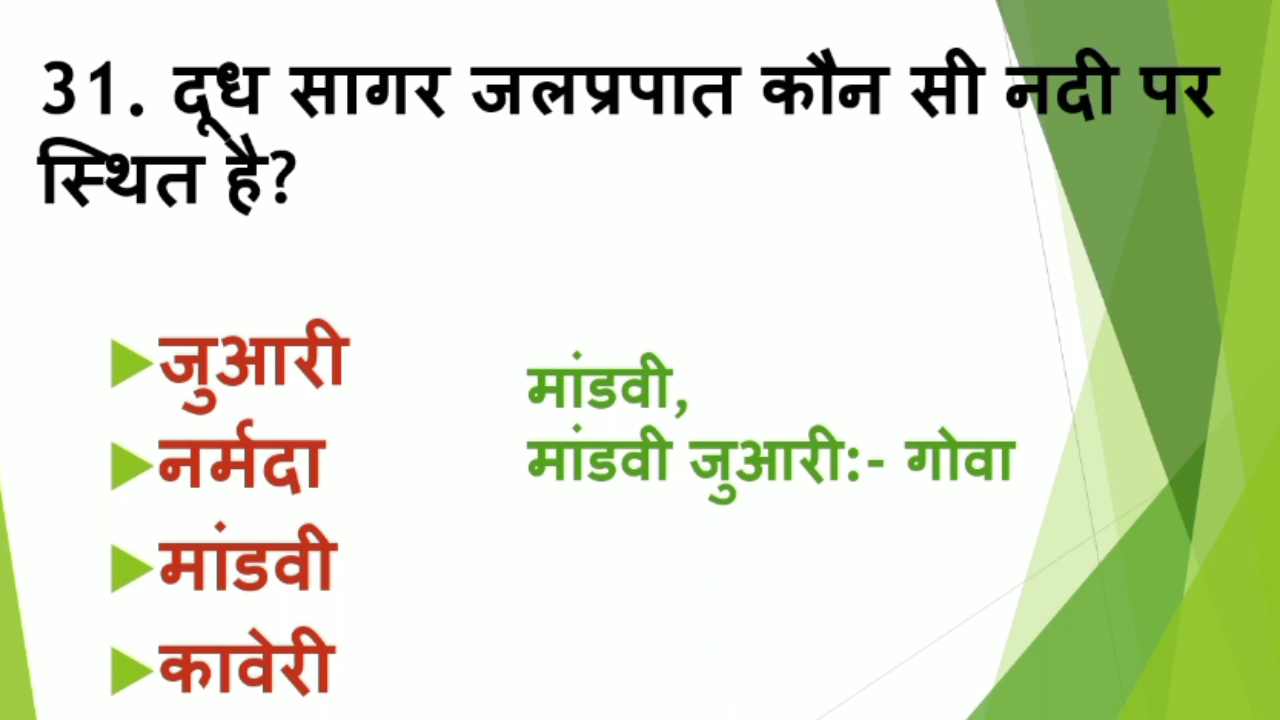 31. दूध सागर जलप्रपात कौन सी नदी पर
स्थित है?
जुआरी
नर्मदा
मांडवी
कावेरी
मांडवी,
मांडवी जुआरी:- गोवा